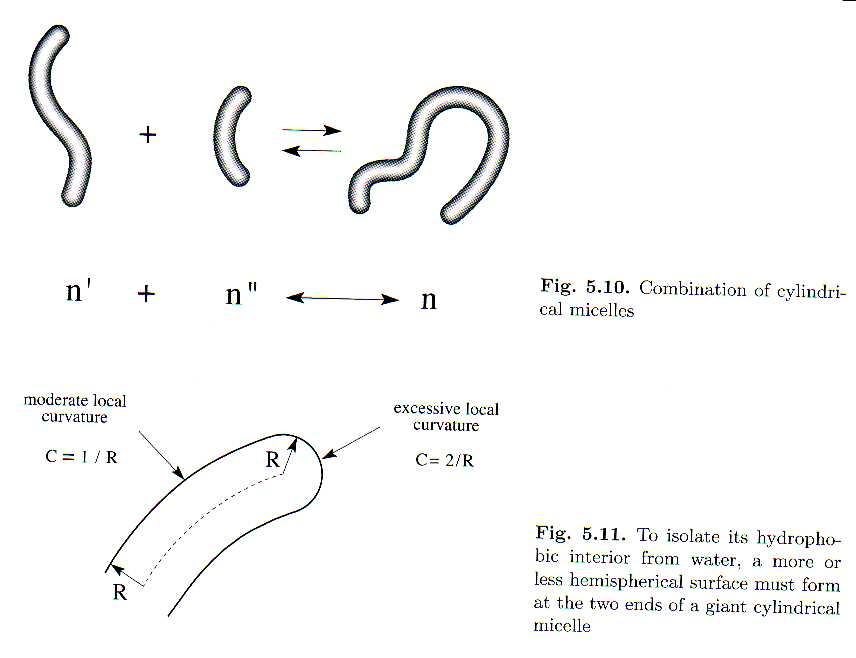 +
n' + n" n
Fig. 5.10. Combination of cylindri-
cal micelles
moderate local
curvature
C = 1 / R
excessive local
curvature
C= 2/R
R
R
Fig. 5.11. To isolate its hydropho-
bic interior from water, a more or
less hemispherical surface must form
at the two ends of a giant cylindrical
micelle